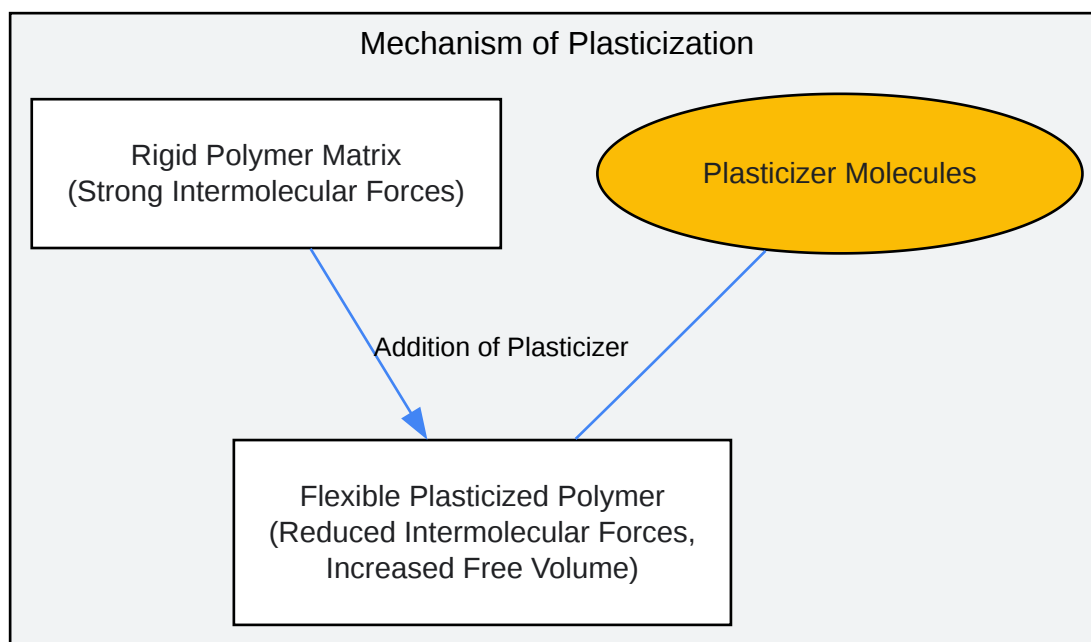 Mechanism of Plasticization
Rigid Polymer Matrix
(Strong Intermolecular Forces)
Plasticizer Molecules
Addition of Plasticizer
Flexible Plasticized Polymer
(Reduced Intermolecular Forces,
Increased Free Volume)